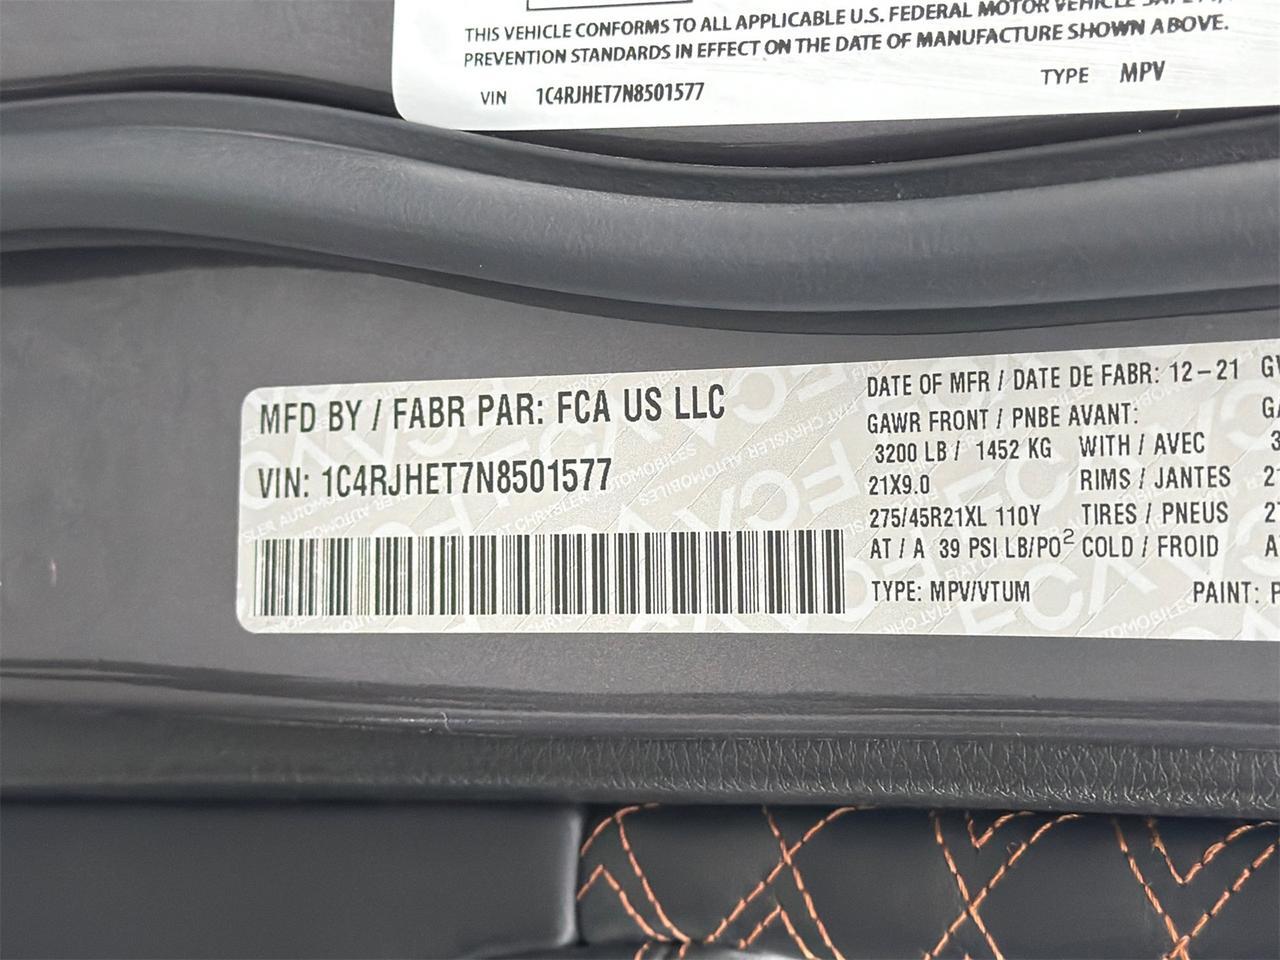 THIS VEHICLE CONFORMS TO ALL APPLICABLE U.S. FEDERAL MOTOR VEHICLE
PREVENTION STANDARDS IN EFFECT ON THE DATE OF MANUFACTURE SHOWN ABOVE.
VIN 1C4RJHET7N8501577 TYPE MPV
MFD BY / FABR PAR: FCA US LLC
VIN: 1C4RJHET7N8501577
DATE OF MFR / DATE DE FABR: 12-21
GAWR FRONT / PNBE AVANT:
3200 LB / 1452 KG WITH / AVEC
21X9.0 RIMS / JANTES
275/45R21XL 110Y TIRES / PNEUS
AT / A 39 PSI LB/PO² COLD / FROID
TYPE: MPV/VTUM PAINT: